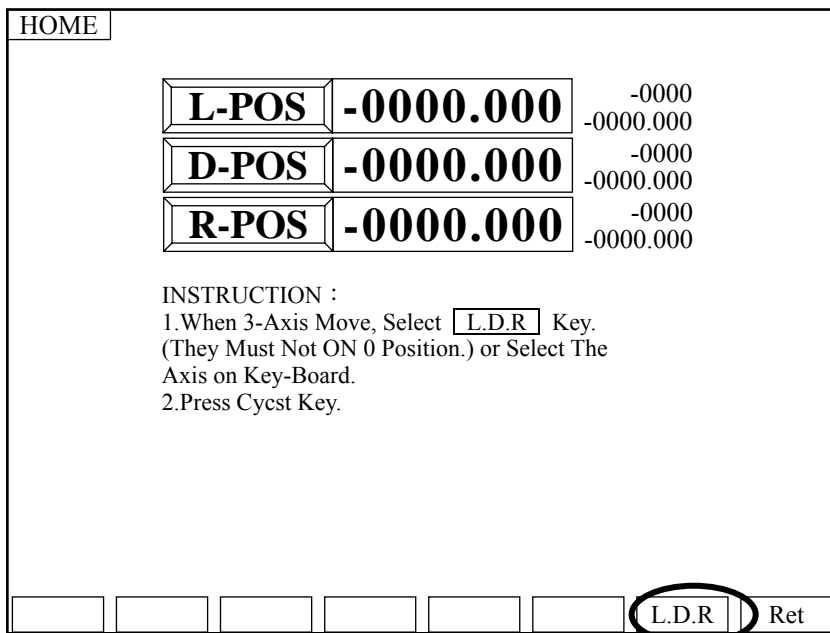 HOME
L-POS -0000.000 -0000
-0000.000
D-POS -0000.000 -0000
-0000.000
R-POS -0000.000 -0000
-0000.000
INSTRUCTION：
1.When 3-Axis Move, Select L.D.R Key.
(They Must Not ON 0 Position.) or Select The
Axis on Key-Board.
2.Press Cycst Key.
L.D.R Ret